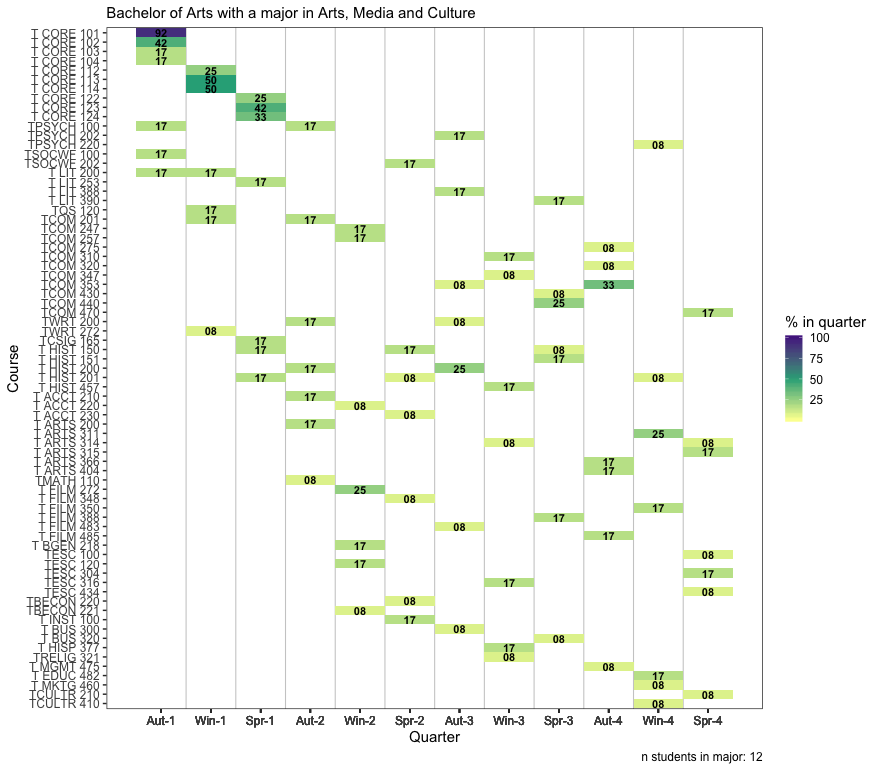 Bachelor of Arts with a major in Arts, Media and Culture
T CORE 101 92
T CORE 102 42
T CORE 103 17
T CORE 104 17
T CORE 112 25
T CORE 113 50
T CORE 114 50
T CORE 122 25
T CORE 123 42
T CORE 124 33
TPSYCH 100 17 17
TPSYCH 202 17
TPSYCH 220 08
TSOCWF 100 17
TSOCWF 202 17
T LIT 200 17 17
T LIT 253 17
T LIT 388 17
T LIT 390 17
TQS 120 17
TCOM 201 17 17
TCOM 247 17
TCOM 257 17
TCOM 275 08
TCOM 310 17
TCOM 320 08
TCOM 347 08
TCOM 353 08 33
TCOM 430 08
TCOM 440 25
TCOM 470 17
TWRT 200 17 08
TWRT 272 08
TCSIG 165 17
T HIST 150 17 17 08
T HIST 151 17
T HIST 200 17 25
T HIST 201 17 08 08
T HIST 457 17
T ACCT 210 17
T ACCT 220 08
T ACCT 230 08
T ARTS 200 17
T ARTS 311 25
T ARTS 314 08 08
T ARTS 315 17
T ARTS 366 17
T ARTS 404 17
TMATH 110 08
T FILM 272 25
T FILM 348 08
T FILM 350 17
T FILM 388 17
T FILM 483 08
T FILM 485 17
T BGEN 218 17
TESC 100 08
TESC 120 17
TESC 304 17
TESC 316 17
TESC 434 08
TBECON 220 08
TBECON 221 08
T INST 100 17
T BUS 300 08
T BUS 320 08
T HISP 377 17
TRELIG 321 08
T MGMT 475 08
T EDUC 482 17
T MKTG 460 08
TCULTR 210 08
TCULTR 410 08
Course
Aut-1 Win-1 Spr-1 Aut-2 Win-2 Spr-2 Aut-3 Win-3 Spr-3 Aut-4 Win-4 Spr-4
Quarter
% in quarter
100
75
50
25
n students in major: 12